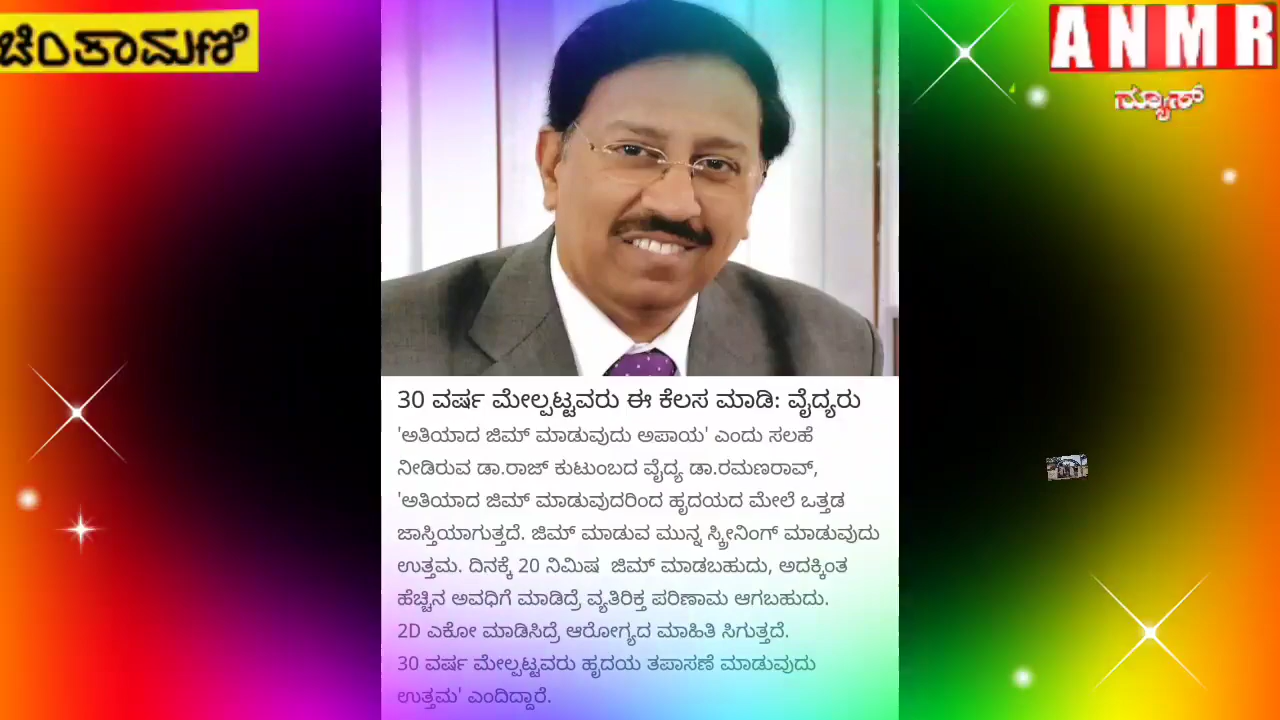 ಚಿಂತಾಮಣಿ
ANMR
ನ್ಯೂಸ್
30 ವರ್ಷ ಮೇಲ್ಪಟ್ಟವರು ಈ ಕೆಲಸ ಮಾಡಿ: ವೈದ್ಯರು
'ಅತಿಯಾದ ಜಿಮ್ ಮಾಡುವುದು ಅಪಾಯ' ಎಂದು ಸಲಹೆ
ನೀಡಿರುವ ಡಾ.ರಾಜ್ ಕುಟುಂಬದ ವೈದ್ಯ ಡಾ.ರಮಣರಾವ್,
'ಅತಿಯಾದ ಜಿಮ್ ಮಾಡುವುದರಿಂದ ಹೃದಯದ ಮೇಲೆ ಒತ್ತಡ
ಜಾಸ್ತಿಯಾಗುತ್ತದೆ. ಜಿಮ್ ಮಾಡುವ ಮುನ್ನ ಸ್ಕ್ರೀನಿಂಗ್ ಮಾಡುವುದು
ಉತ್ತಮ. ದಿನಕ್ಕೆ 20 ನಿಮಿಷ ಜಿಮ್ ಮಾಡಬಹುದು, ಅದಕ್ಕಿಂತ
ಹೆಚ್ಚಿನ ಅವಧಿಗೆ ಮಾಡಿದ್ರೆ ವ್ಯತಿರಿಕ್ತ ಪರಿಣಾಮ ಆಗಬಹುದು.
2D ಎಕೋ ಮಾಡಿಸಿದ್ರೆ ಆರೋಗ್ಯದ ಮಾಹಿತಿ ಸಿಗುತ್ತದೆ.
30 ವರ್ಷ ಮೇಲ್ಪಟ್ಟವರು ಹೃದಯ ತಪಾಸಣೆ ಮಾಡುವುದು
ಉತ್ತಮ' ಎಂದಿದ್ದಾರೆ.